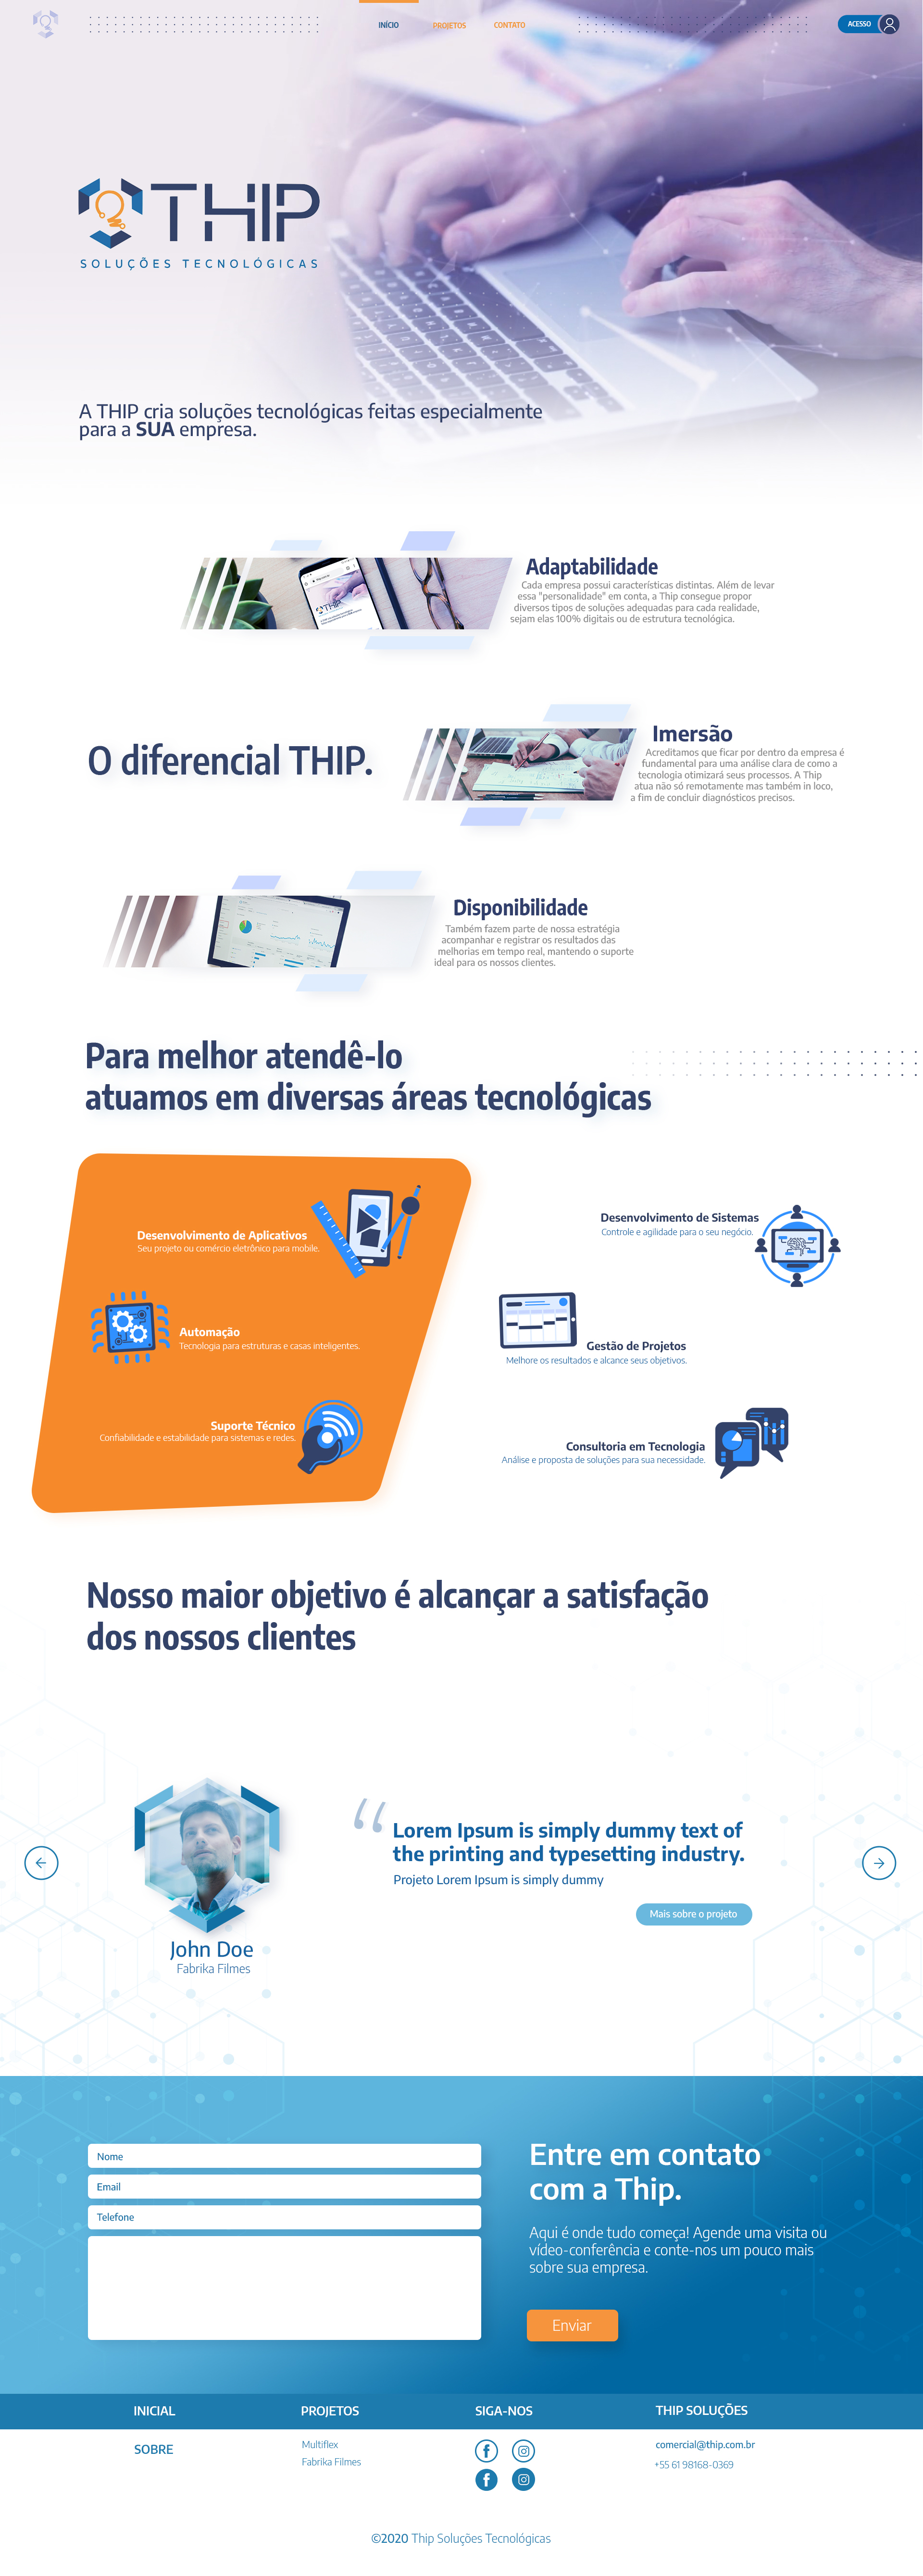 INÍCIO
PROJETOS
CONTATO
ACESSO
THIP
SOLUÇÕES TECNOLÓGICAS
A THIP cria soluções tecnológicas feitas especialmente
para a SUA empresa.
Adaptabilidade
Cada empresa possui características distintas. Além de levar
essa "personalidade" em conta, a Thip consegue propor
diversos tipos de soluções adequadas para cada realidade,
sejam elas 100% digitais ou de estrutura tecnológica.
THIP
O diferencial THIP.
Imersão
Acreditamos que ficar por dentro da empresa é
fundamental para uma análise clara de como a
tecnologia otimizará seus processos. A Thip
atua não só remotamente mas também in loco,
a fim de concluir diagnósticos precisos.
Disponibilidade
Também fazem parte de nossa estratégia
acompanhar e registrar os resultados das
melhorias em tempo real, mantendo o suporte
ideal para os nossos clientes.
Para melhor atendê-lo
atuamos em diversas áreas tecnológicas
Desenvolvimento de Aplicativos
Seu projeto ou comércio eletrônico para mobile.
Automação
Tecnologia para estruturas e casas inteligentes.
Suporte Técnico
Confiabilidade e estabilidade para sistemas e redes.
Desenvolvimento de Sistemas
Controle e agilidade para o seu negócio.
Gestão de Projetos
Melhore os resultados e alcance seus objetivos.
Consultoria em Tecnologia
Análise e proposta de soluções para sua necessidade.
Nosso maior objetivo é alcançar a satisfação
dos nossos clientes
“ Lorem Ipsum is simply dummy text of
the printing and typesetting industry.
Projeto Lorem Ipsum is simply dummy
Mais sobre o projeto
John Doe
Fabrika Filmes
Nome
Email
Telefone
Entre em contato
com a Thip.
Aqui é onde tudo começa! Agende uma visita ou
vídeo-conferência e conte-nos um pouco mais
sobre sua empresa.
Enviar
INICIAL
SOBRE
PROJETOS
Multiflex
Fabrika Filmes
SIGA-NOS
THIP SOLUÇÕES
comercial@thip.com.br
+55 61 98168-0369
©2020 Thip Soluções Tecnológicas